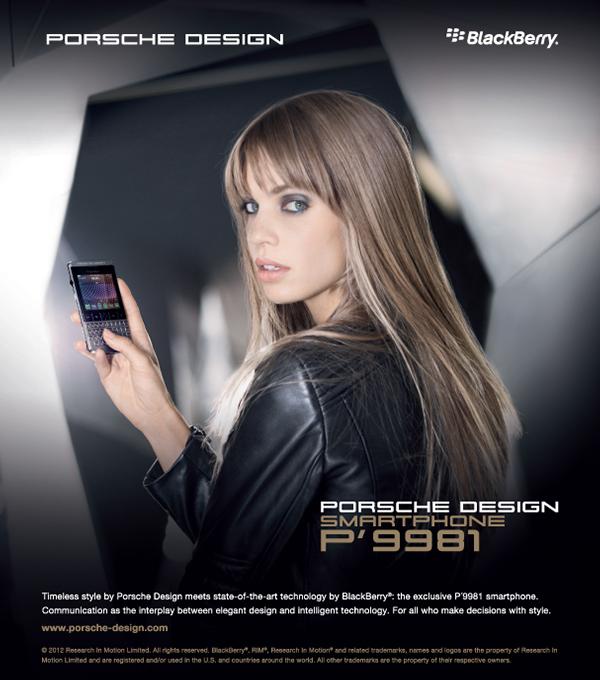 PORSCHE DESIGN
BlackBerry.
PORSCHE DESIGN
SMARTPHONE
P'9981
Timeless style by Porsche Design meets state-of-the-art technology by BlackBerry®: the exclusive P'9981 smartphone.
Communication as the interplay between elegant design and intelligent technology. For all who make decisions with style.
www.porsche-design.com
© 2012 Research In Motion Limited. All rights reserved. BlackBerry®, RIM®, Research In Motion® and related trademarks, names and logos are the property of Research In
Motion Limited and are registered and/or used in the U.S. and countries around the world. All other trademarks are the property of their respective owners.